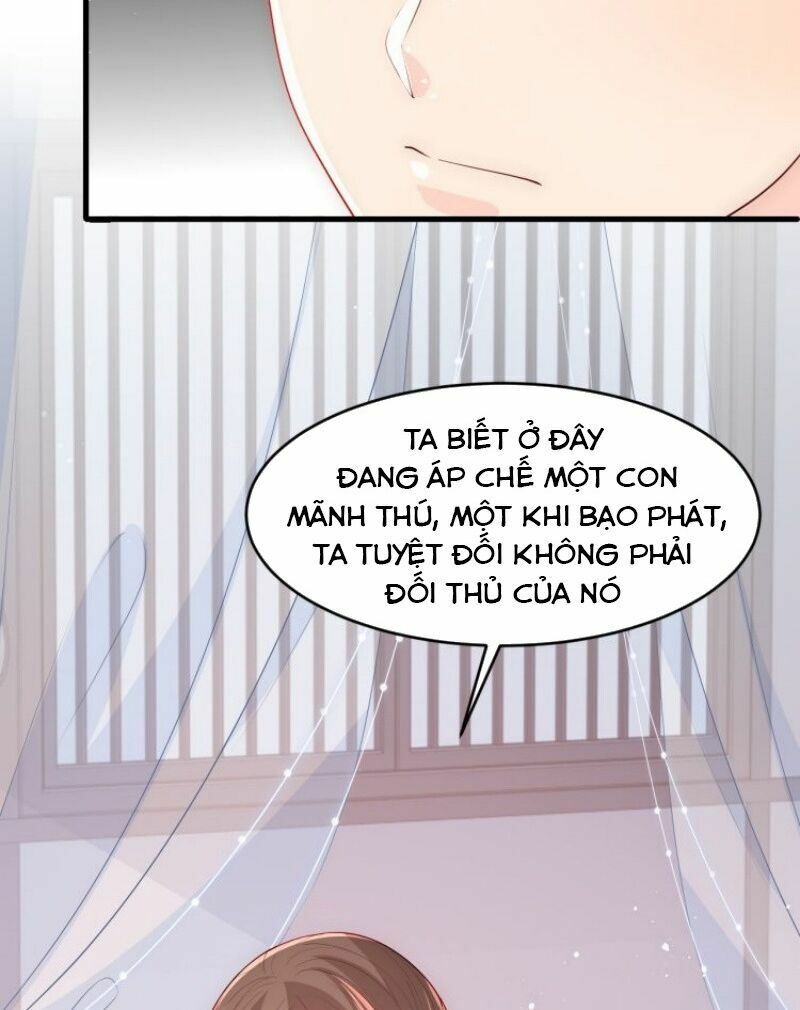 TA BIẾT Ở ĐÂY
ĐANG ÁP CHẾ MỘT CON
MÃNH THÚ, MỘT KHI BẠO PHÁT,
TA TUYỆT ĐỐI KHÔNG PHẢI
ĐỐI THỦ CỦA NÓ